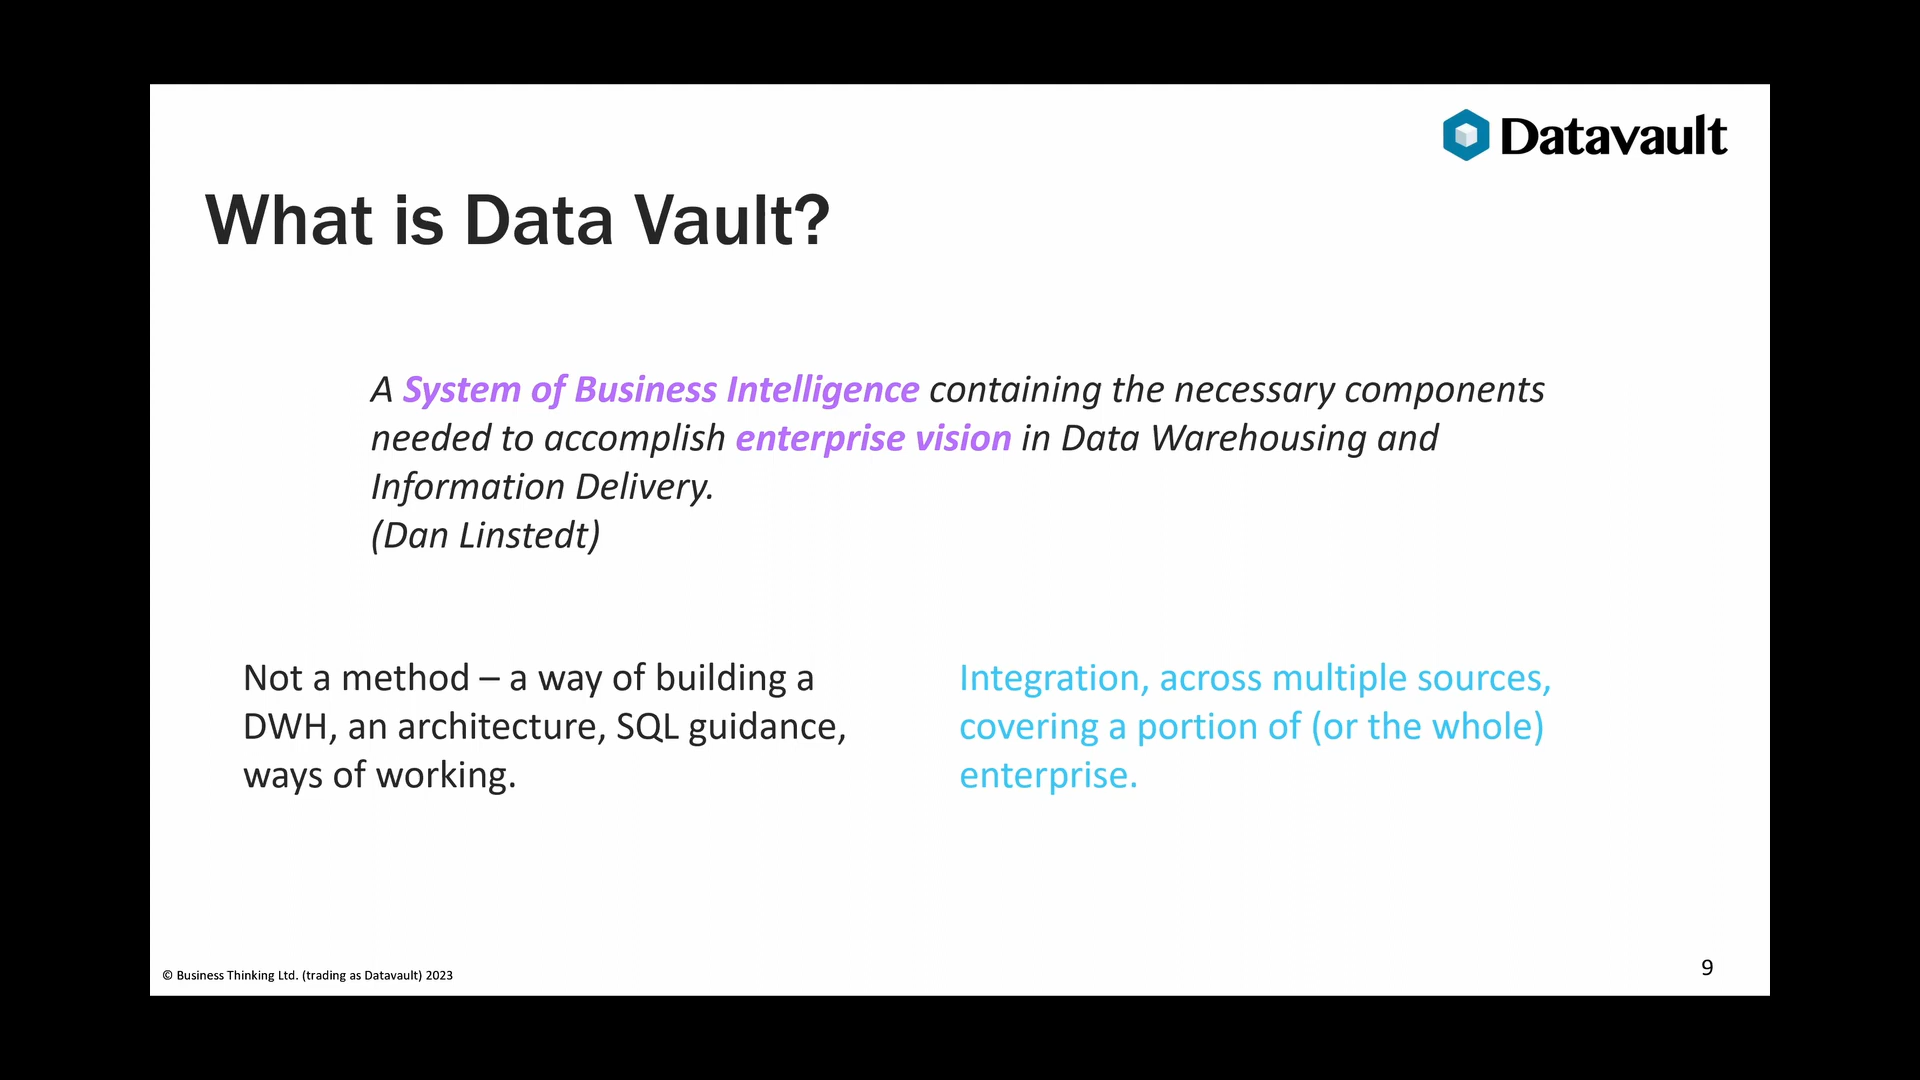 Datavault
What is Data Vault?
A System of Business Intelligence containing the necessary components
needed to accomplish enterprise vision in Data Warehousing and
Information Delivery.
(Dan Linstedt)
Not a method – a way of building a
DWH, an architecture, SQL guidance,
ways of working.
Integration, across multiple sources,
covering a portion of (or the whole)
enterprise.
© Business Thinking Ltd. (trading as Datavault) 2023
9